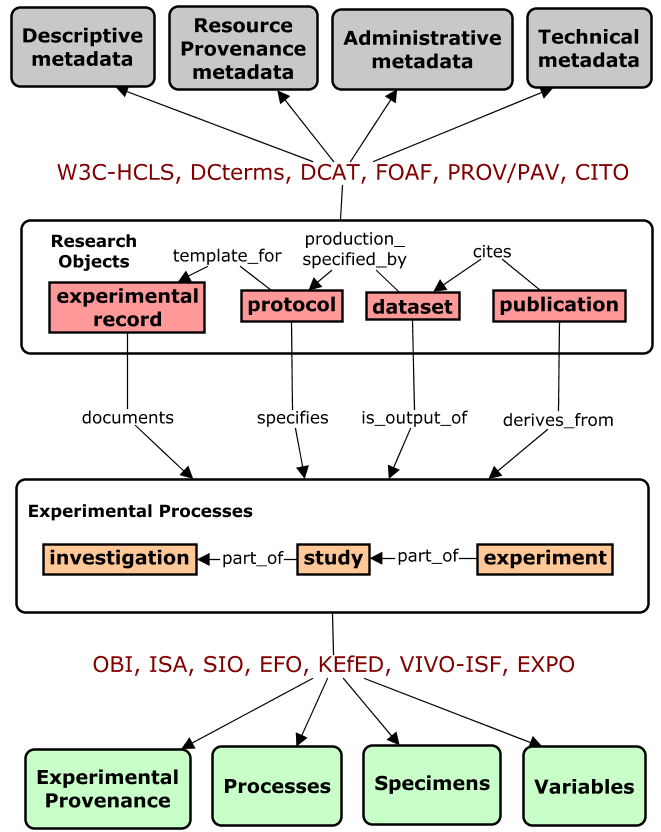 Descriptive
metadata
Resource
Provenance
metadata
Administrative
metadata
Technical
metadata
W3C-HCLS, DCterms, DCAT, FOAF, PROV/PAV, CITO
Research
Objects
template_for
production_
specified_by
cites
experimental
record
protocol
dataset
publication
documents
specifies
is_output_of
derives_from
Experimental Processes
investigation
part_of
study
part_of
experiment
OBI, ISA, SIO, EFO, KEfED, VIVO-ISF, EXPO
Experimental
Provenance
Processes
Specimens
Variables